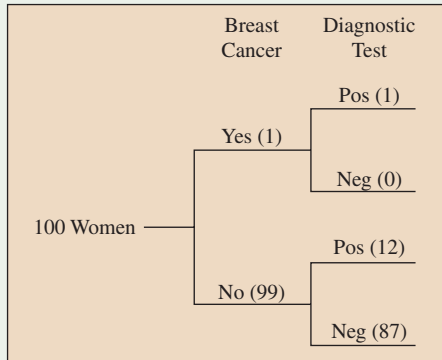 Breast Cancer
Diagnostic Test
Pos (1)
Yes (1)
Neg (0)
100 Women
Pos (12)
No (99)
Neg (87)